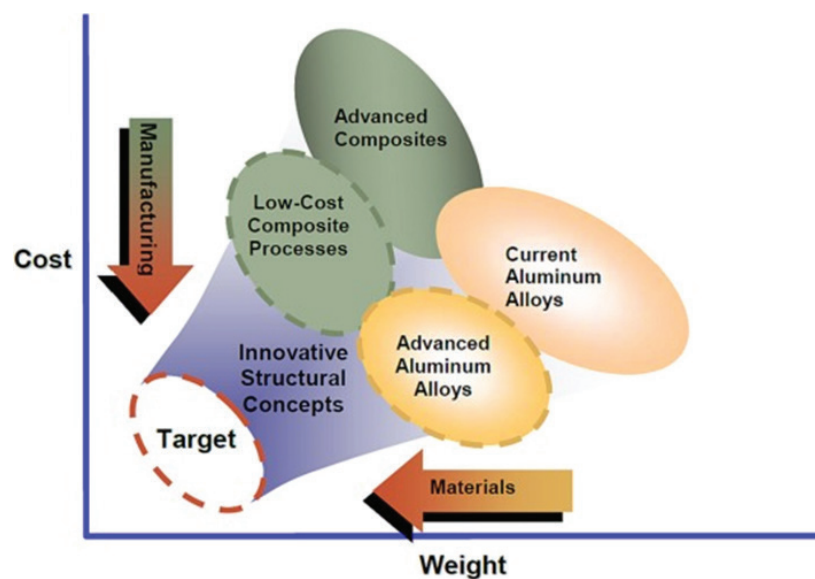 Manufacturing
Advanced
Composites
Low-Cost
Composite
Processes
Cost
Current
Aluminum
Alloys
Innovative
Structural
Concepts
Advanced
Aluminum
Alloys
Target
Materials
Weight